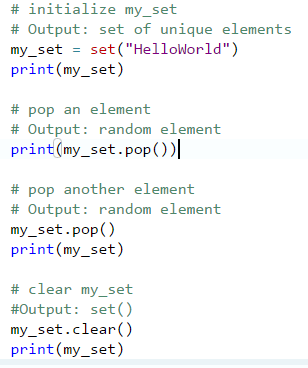 # initialize my_set
# Output: set of unique elements
my_set = set("HelloWorld")
print(my_set)
# pop an element
# Output: random element
print(my_set.pop())
# pop another element
# Output: random element
my_set.pop()
print(my_set)
# clear my_set
#Output: set()
my_set.clear()
print(my_set)